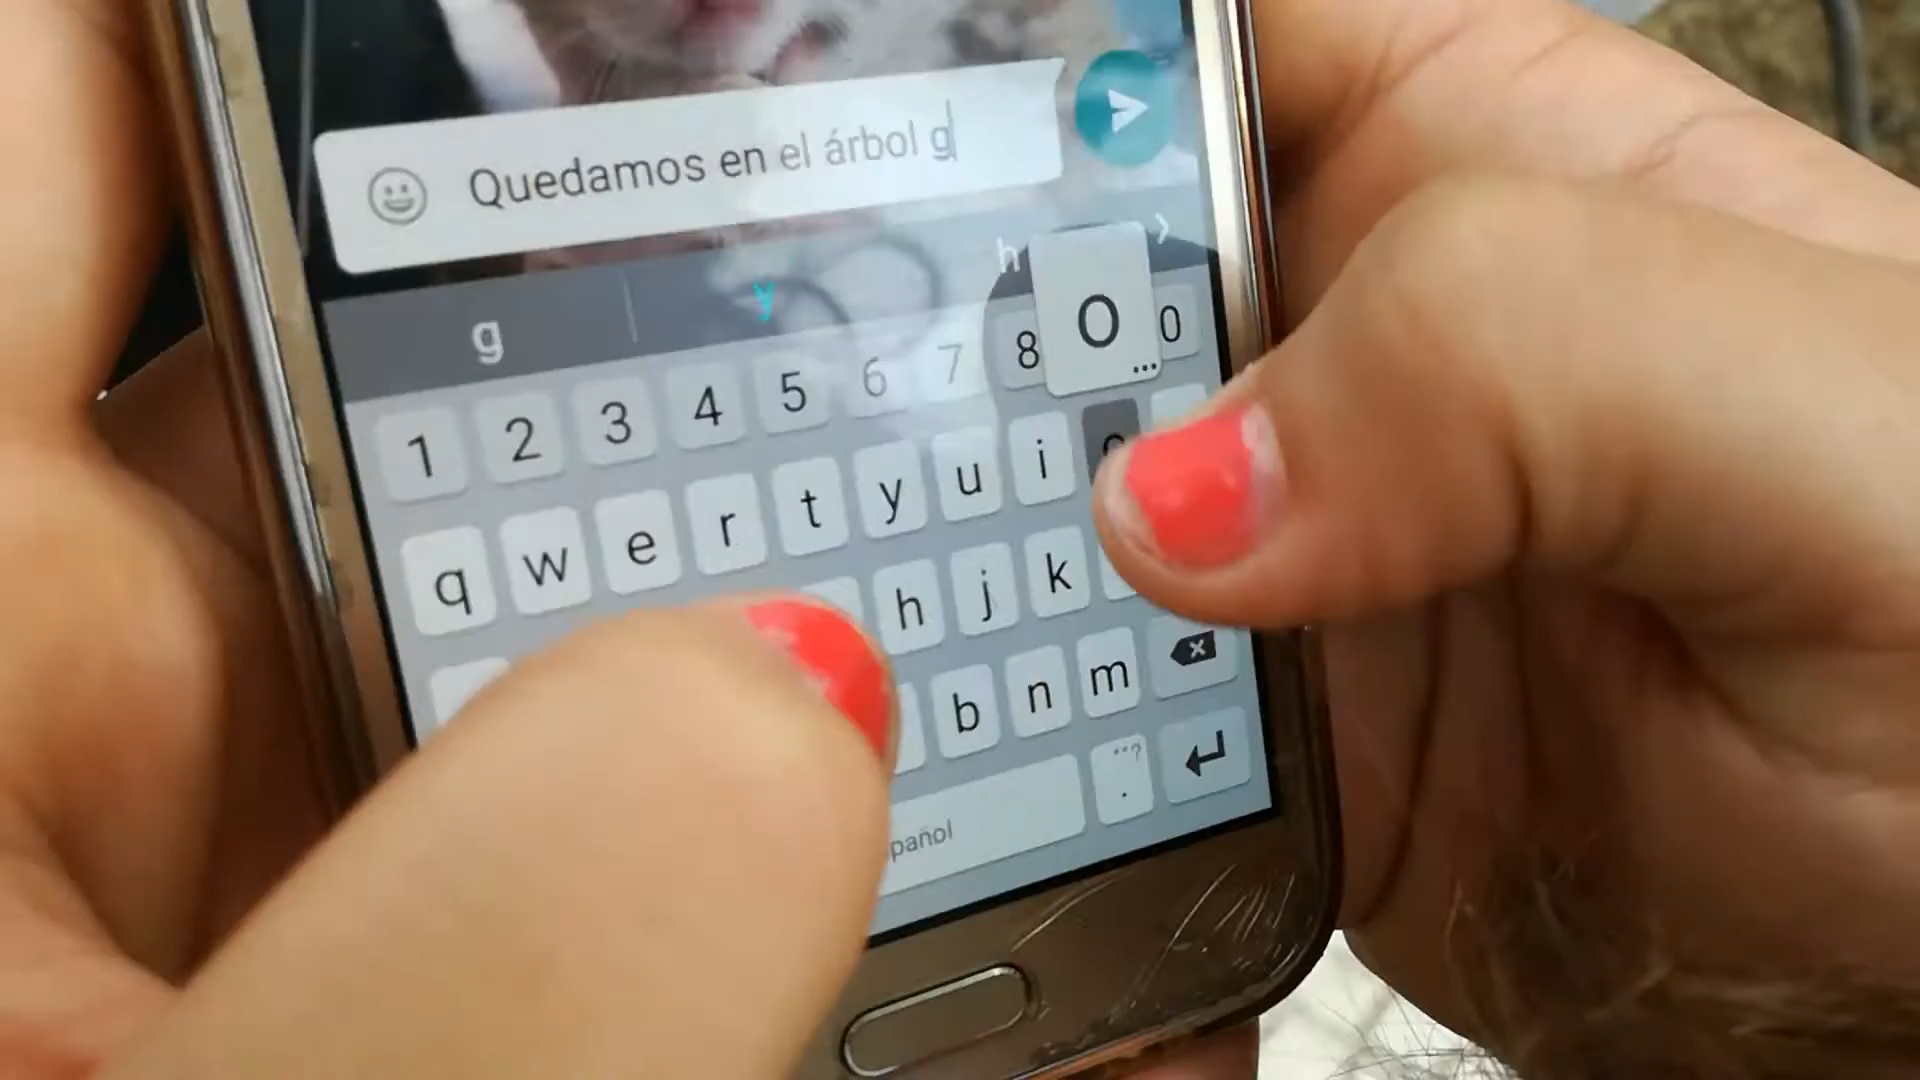 Quedamos en el árbol g
g y h
1 2 3 4 5 6 7 8 0
O
q w e r t y u i
h j k
b n m
pañol .